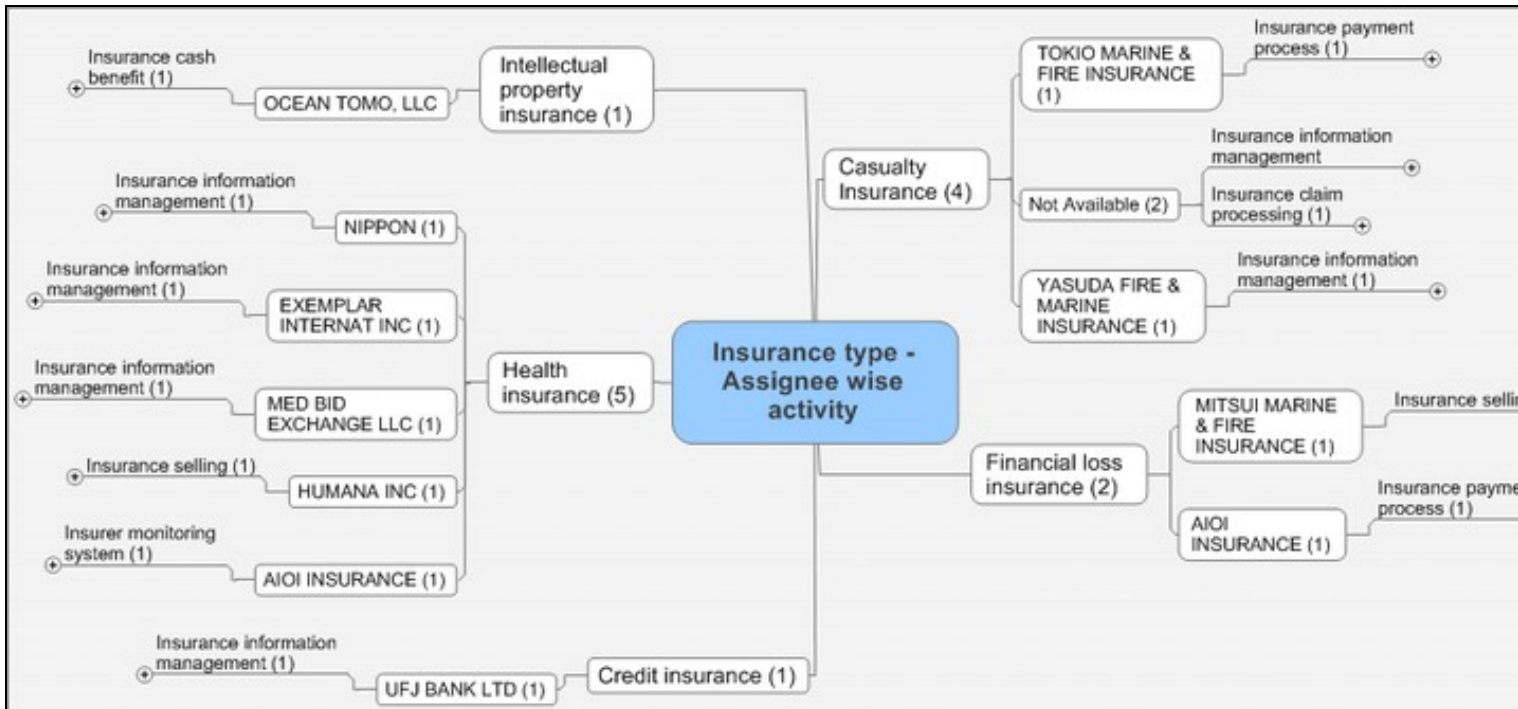 Insurance cash
benefit (1)
OCEAN TOMO, LLC
Intellectual
property
insurance (1)
Insurance information
management (1)
NIPPON (1)
Insurance information
management (1)
EXEMPLAR
INTERNAT INC (1)
Insurance information
management (1)
MED BID
EXCHANGE LLC (1)
Insurance selling (1)
HUMANA INC (1)
Insurer monitoring
system (1)
AIOI INSURANCE (1)
Health
insurance (5)
Insurance information
management (1)
UFJ BANK LTD (1)
Credit insurance (1)
Insurance type -
Assignee wise
activity
Casualty
Insurance (4)
TOKIO MARINE &
FIRE INSURANCE
(1)
Insurance payment
process (1)
Not Available (2)
Insurance information
management
Insurance claim
processing (1)
YASUDA FIRE &
MARINE
INSURANCE (1)
Insurance information
management (1)
Financial loss
insurance (2)
MITSUI MARINE
& FIRE
INSURANCE (1)
Insurance
AIOI
INSURANCE (1)
Insurance
process (1)